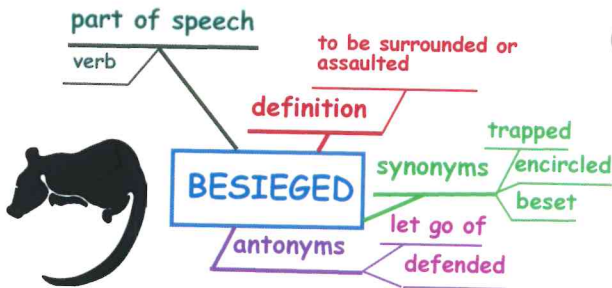 part of speech
verb
to be surrounded or
assaulted
definition
BESIEGED
synonyms
trapped
encircled
beset
antonyms
let go of
defended